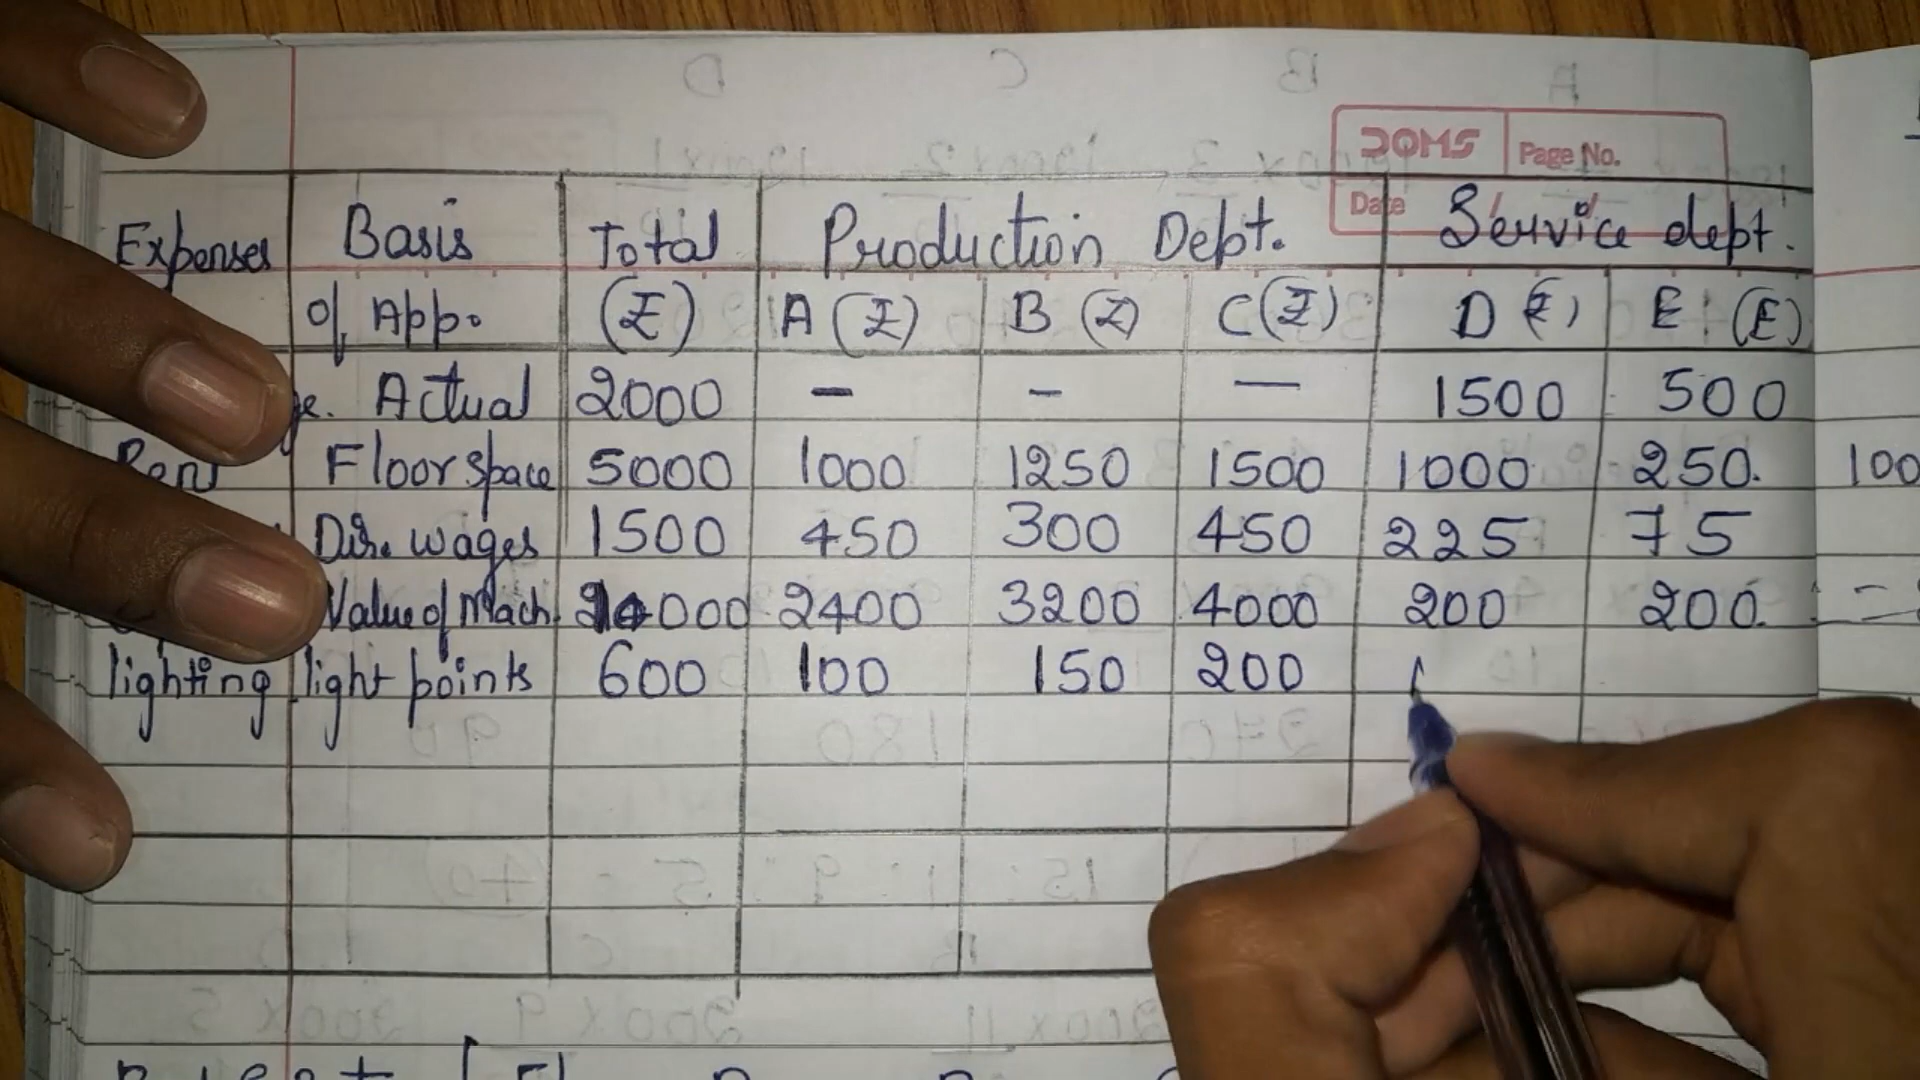 DOMS Page No.
Date
Expenses Basis Total Production Dept. Service dept.
of App. (₹) A (₹) B (₹) C (₹) D (₹) E (₹)
e. Actual 2000 - - — 1500 500
Rent Floor space 5000 1000 1250 1500 1000 250. 100
Dir. wages 1500 450 300 450 225 75
Value of Mach. 000 2400 3200 4000 200 200. =
lighting light points 600 100 150 200